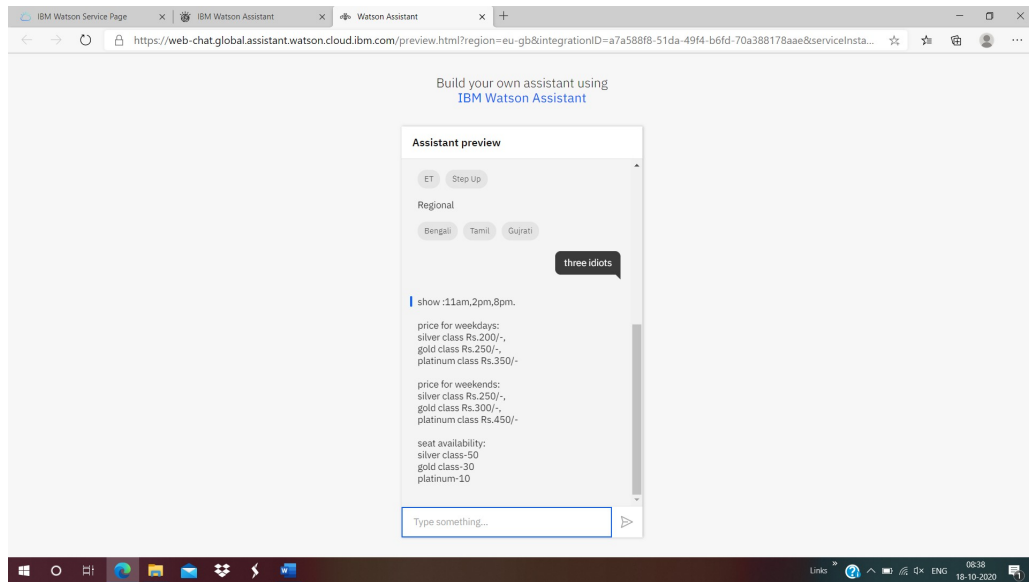 IBM Watson Service Page
IBM Watson Assistant
Watson Assistant
https://web-chat.global.assistant.watson.cloud.ibm.com/preview.html?region=eu-gb&integrationID=a7a588f8-51da-49f4-b6fd-70a388178aae&serviceInsta...
Build your own assistant using
IBM Watson Assistant
Assistant preview
ET Step Up
Regional
Bengali Tamil Gujrati
three idiots
show :11am,2pm,8pm.
price for weekdays:
silver class Rs.200/-,
gold class Rs.250/-,
platinum class Rs.350/-
price for weekends:
silver class Rs.250/-,
gold class Rs.300/-,
platinum class Rs.450/-
seat availability:
silver class-50
gold class-30
platinum-10
Type something...
Links ENG 08:38
18-10-2020